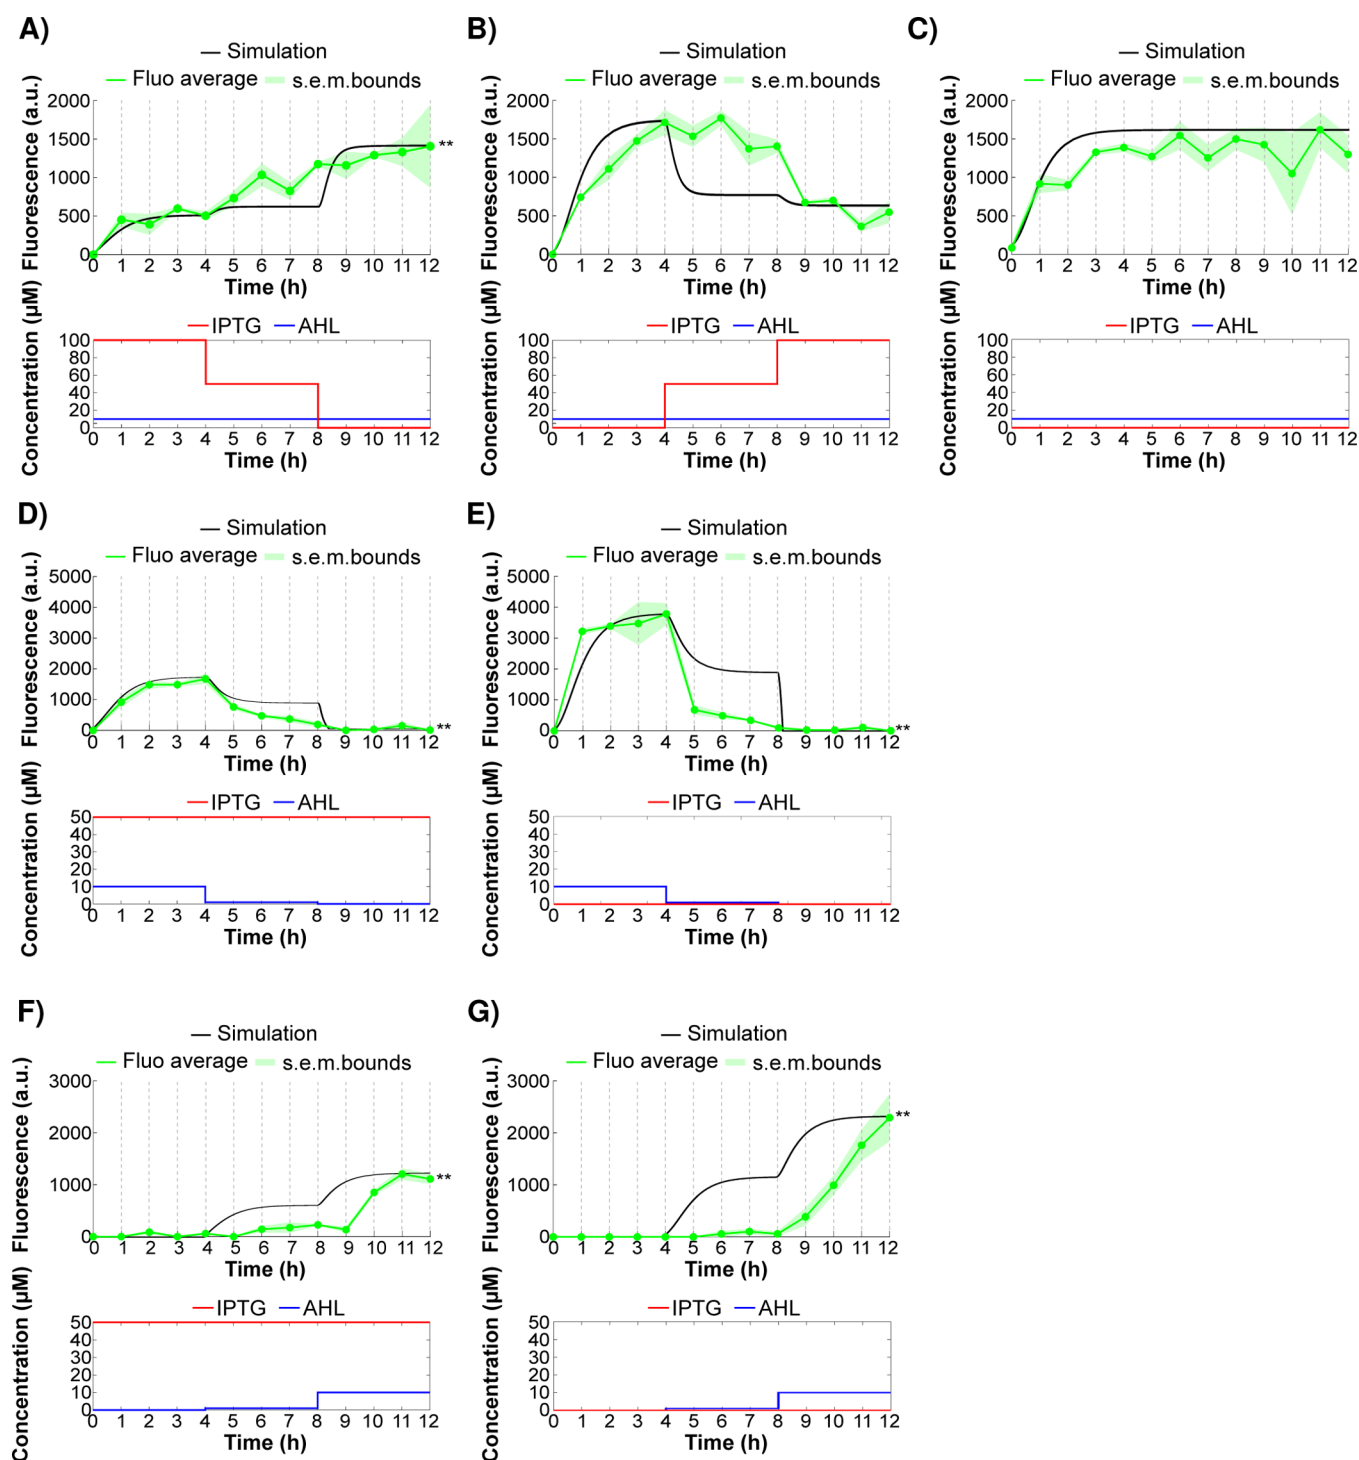 A)
Simulation
Fluo average s.e.m.bounds
Fluorescence (a.u.)
2000
1500
1000
500
0
**
0 1 2 3 4 5 6 7 8 9 10 11 12
Time (h)
IPTG AHL
Concentration (µM)
100
80
60
40
20
0
0 1 2 3 4 5 6 7 8 9 10 11 12
Time (h)
B)
Simulation
Fluo average s.e.m.bounds
Fluorescence (a.u.)
2000
1500
1000
500
0
0 1 2 3 4 5 6 7 8 9 10 11 12
Time (h)
IPTG AHL
Concentration (µM)
100
80
60
40
20
0
0 1 2 3 4 5 6 7 8 9 10 11 12
Time (h)
C)
Simulation
Fluo average s.e.m.bounds
Fluorescence (a.u.)
2000
1500
1000
500
0
0 1 2 3 4 5 6 7 8 9 10 11 12
Time (h)
IPTG AHL
Concentration (µM)
100
80
60
40
20
0
0 1 2 3 4 5 6 7 8 9 10 11 12
Time (h)
D)
Simulation
Fluo average s.e.m.bounds
Fluorescence (a.u.)
5000
4000
3000
2000
1000
0
**
0 1 2 3 4 5 6 7 8 9 10 11 12
Time (h)
IPTG AHL
Concentration (µM)
50
40
30
20
10
0
0 1 2 3 4 5 6 7 8 9 10 11 12
Time (h)
E)
Simulation
Fluo average s.e.m.bounds
Fluorescence (a.u.)
5000
4000
3000
2000
1000
0
**
0 1 2 3 4 5 6 7 8 9 10 11 12
Time (h)
IPTG AHL
Concentration (µM)
50
40
30
20
10
0
0 1 2 3 4 5 6 7 8 9 10 11 12
Time (h)
F)
Simulation
Fluo average s.e.m.bounds
Fluorescence (a.u.)
3000
2000
1000
0
**
0 1 2 3 4 5 6 7 8 9 10 11 12
Time (h)
IPTG AHL
Concentration (µM)
50
40
30
20
10
0
0 1 2 3 4 5 6 7 8 9 10 11 12
Time (h)
G)
Simulation
Fluo average s.e.m.bounds
Fluorescence (a.u.)
3000
2000
1000
0
**
0 1 2 3 4 5 6 7 8 9 10 11 12
Time (h)
IPTG AHL
Concentration (µM)
50
40
30
20
10
0
0 1 2 3 4 5 6 7 8 9 10 11 12
Time (h)